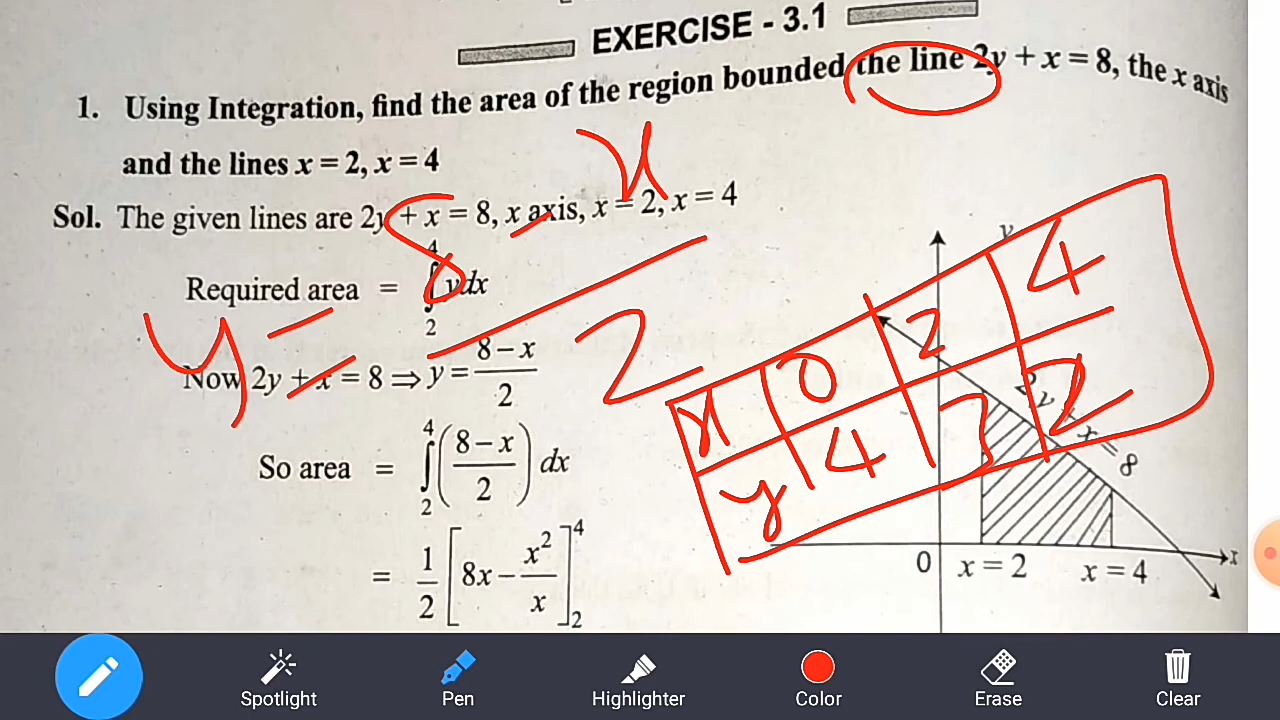 EXERCISE - 3.1
1. Using Integration, find the area of the region bounded the line 2y + x = 8, the x axis
and the lines x = 2, x = 4
Sol. The given lines are 2y + x = 8, x axis, x = 2, x = 4
Required area = ∫₂⁴ ydx
Now 2y + x = 8 ⇒ y = (8 − x)/2
So area = ∫₂⁴ ((8 − x)/2) dx
= 1/2 [8x − x²/x]₂⁴
y = 8 − x
2
x 0 2 4
y 4 3 2
y
2y + x = 8
0 x = 2 x = 4 x
Spotlight Pen Highlighter Color Erase Clear